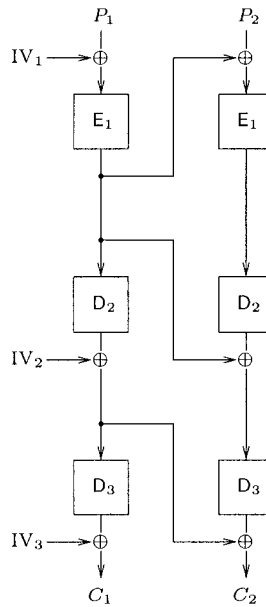 P₁ P₂
IV₁
E₁ E₁
D₂ D₂
IV₂
D₃ D₃
IV₃
C₁ C₂